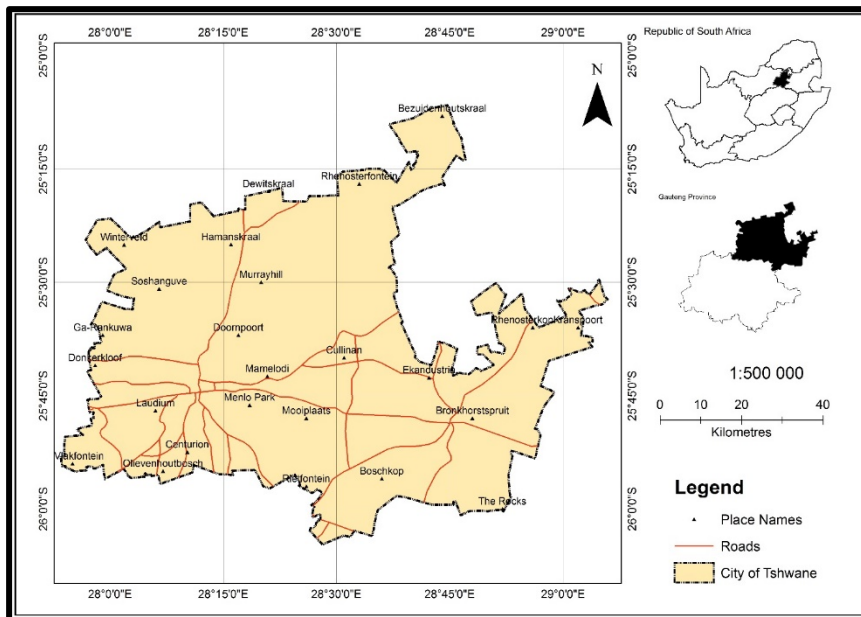 28°0'0"E 28°15'0"E 28°30'0"E 28°45'0"E 29°0'0"E
25°0'0"S 25°0'0"S
25°15'0"S 25°15'0"S
25°30'0"S 25°30'0"S
25°45'0"S 25°45'0"S
26°0'0"S 26°0'0"S
N
Bezuidenhoutskraal
Rhenosterfontein
Dewitskraal
Winterveld
Hamanskraal
Soshanguve
Murrayhill
Ga-Rankuwa
Doornpoort
Rhenosterkop
Kranspoort
Donkerkloof
Cullinan
Mamelodi
Ekandustria
Laudium
Menlo Park
Mooiplaats
Bronkhorstspruit
Centurion
Vlakfontein
Olievenhoutbosch
Rietfontein
Boschkop
The Rocks
28°0'0"E 28°15'0"E 28°30'0"E 28°45'0"E 29°0'0"E
Republic of South Africa
Gauteng Province
1:500 000
0 10 20 40
Kilometres
Legend
Place Names
Roads
City of Tshwane